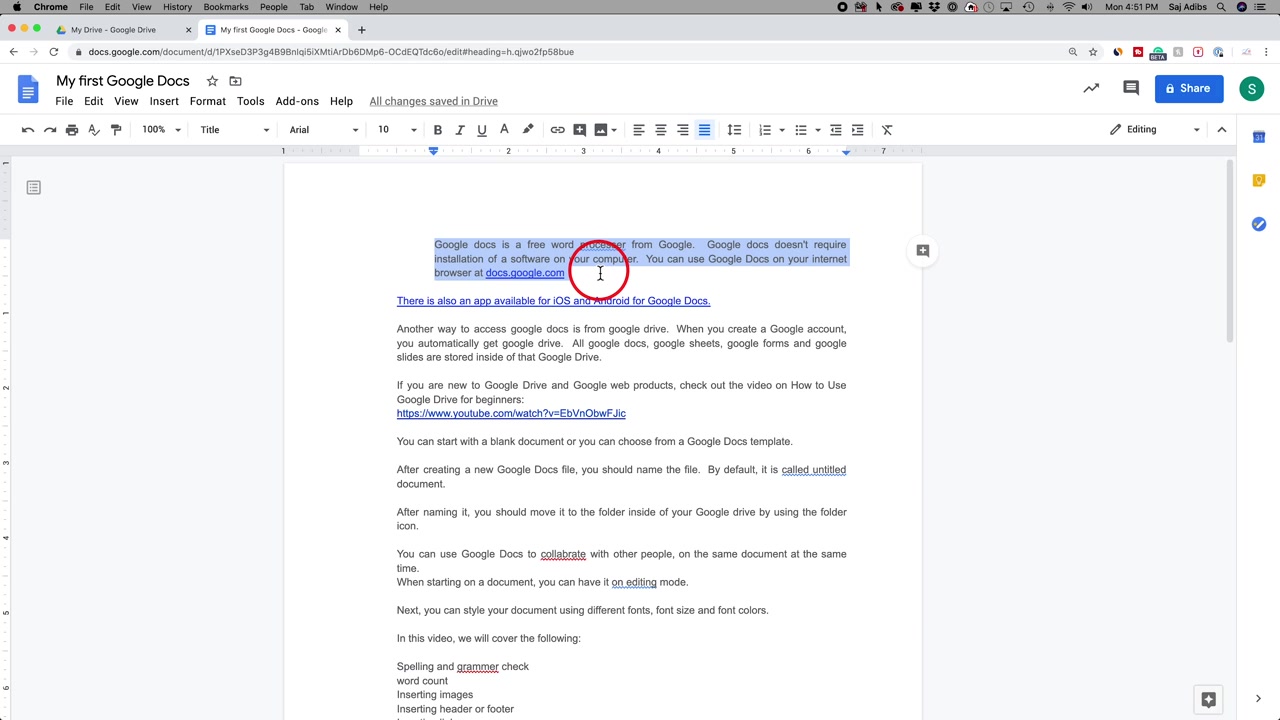 Chrome File Edit View History Bookmarks People Tab Window Help Mon 4:51 PM Saj Adibs
My Drive - Google Drive My first Google Docs - Google
docs.google.com/document/d/1PXseD3P3g4B9BnIqi5iXMtiArDb6DMp6-OCdEQTdc6o/edit#heading=h.qjwo2fp58bue
BETA
My first Google Docs
File Edit View Insert Format Tools Add-ons Help All changes saved in Drive
Share
S
100% Title Arial 10 B I U A Editing
1 1 2 3 4 5 6 7
31
Google docs is a free word processer from Google. Google docs doesn't require
installation of a software on your computer. You can use Google Docs on your internet
browser at docs.google.com
There is also an app available for iOS and Android for Google Docs.
Another way to access google docs is from google drive. When you create a Google account,
you automatically get google drive. All google docs, google sheets, google forms and google
slides are stored inside of that Google Drive.
If you are new to Google Drive and Google web products, check out the video on How to Use
Google Drive for beginners:
https://www.youtube.com/watch?v=EbVnObwFJic
You can start with a blank document or you can choose from a Google Docs template.
After creating a new Google Docs file, you should name the file. By default, it is called untitled
document.
After naming it, you should move it to the folder inside of your Google drive by using the folder
icon.
You can use Google Docs to collabrate with other people, on the same document at the same
time.
When starting on a document, you can have it on editing mode.
Next, you can style your document using different fonts, font size and font colors.
In this video, we will cover the following:
Spelling and grammer check
word count
Inserting images
Inserting header or footer